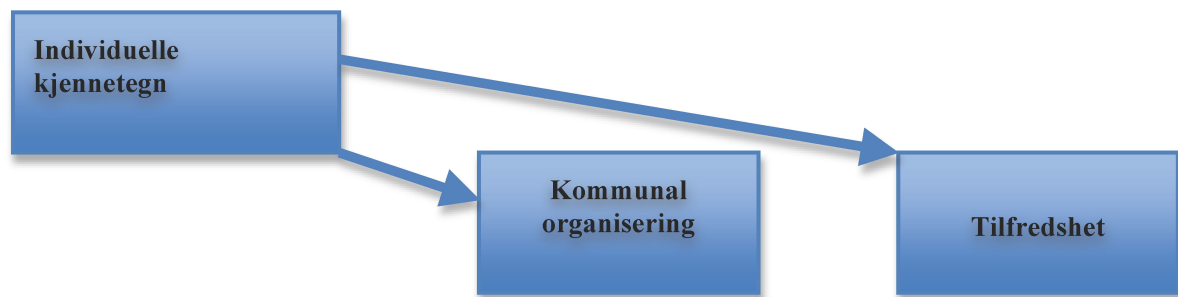 Individuelle
kjennetegn
Kommunal
organisering
Tilfredshet